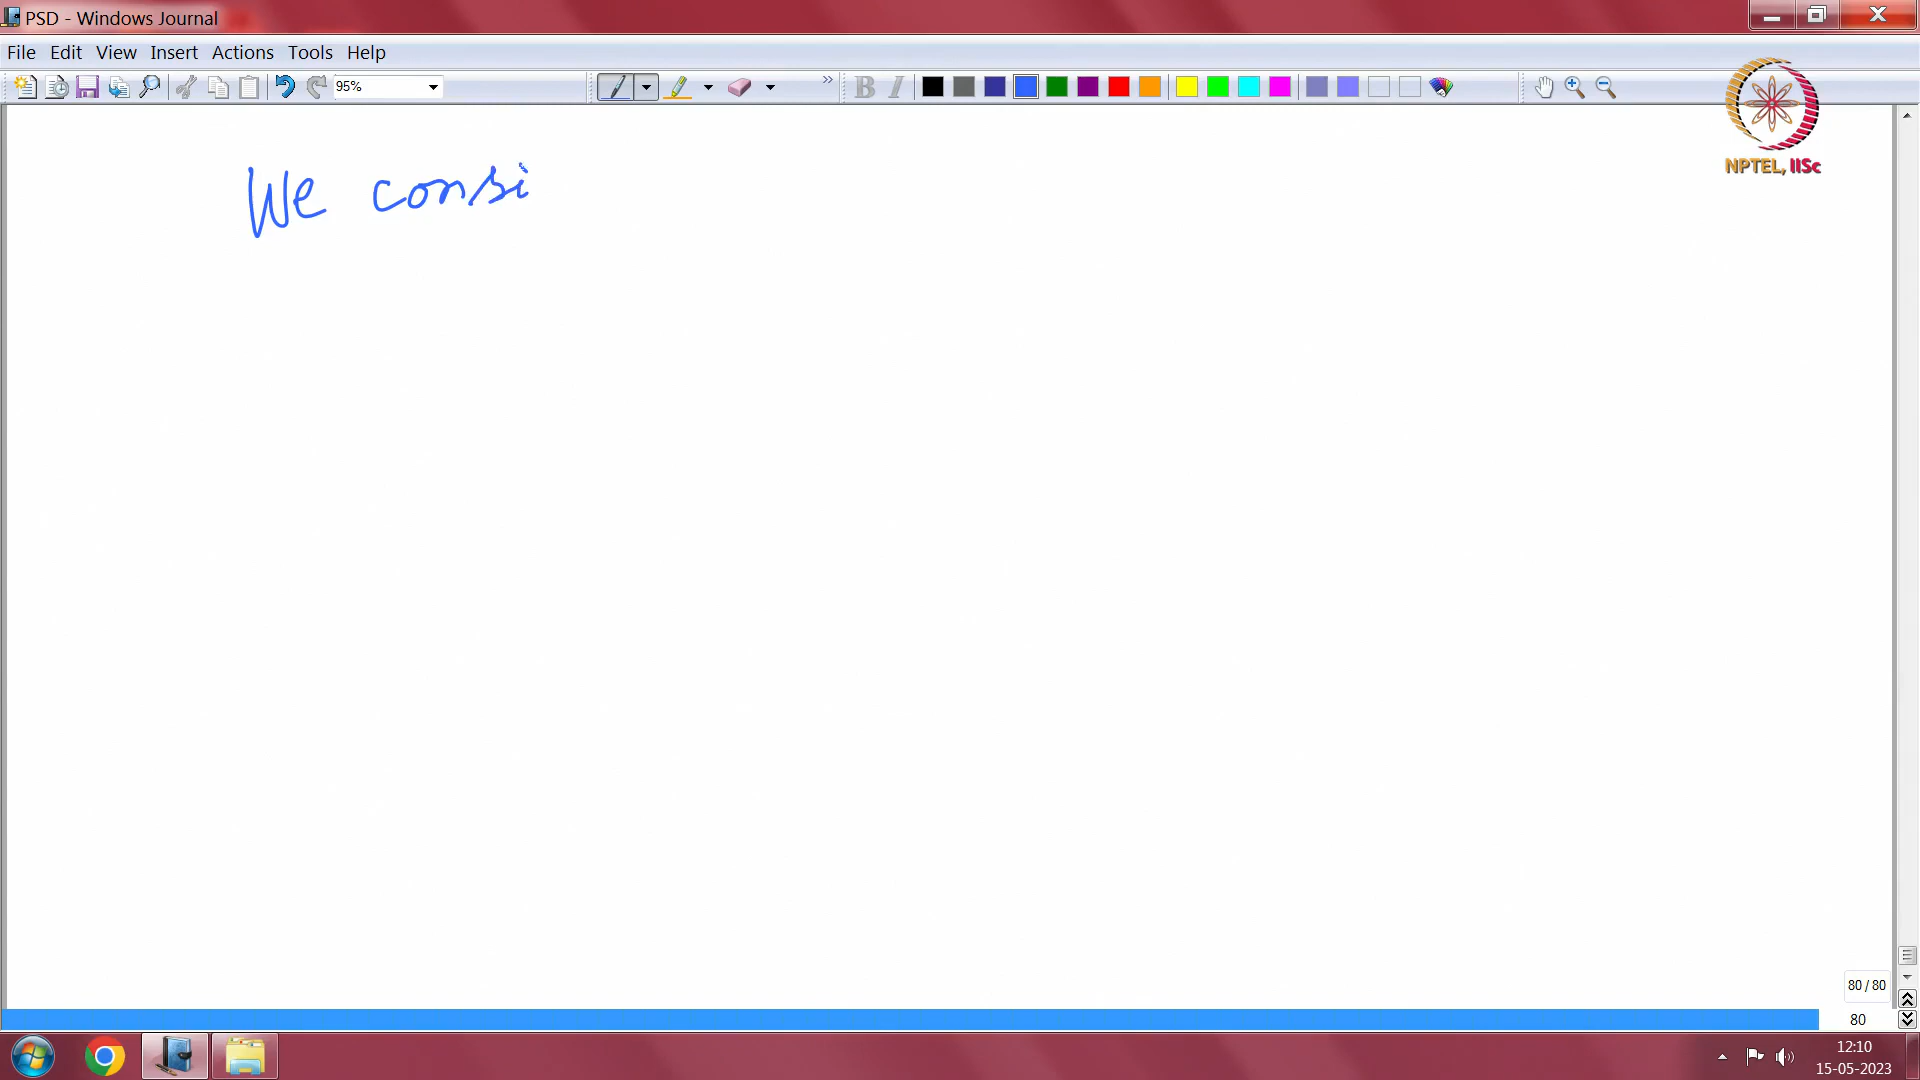 PSD - Windows Journal
File Edit View Insert Actions Tools Help
95%
B I
NPTEL, IISc
We consi
80 / 80
80
12:10
15-05-2023